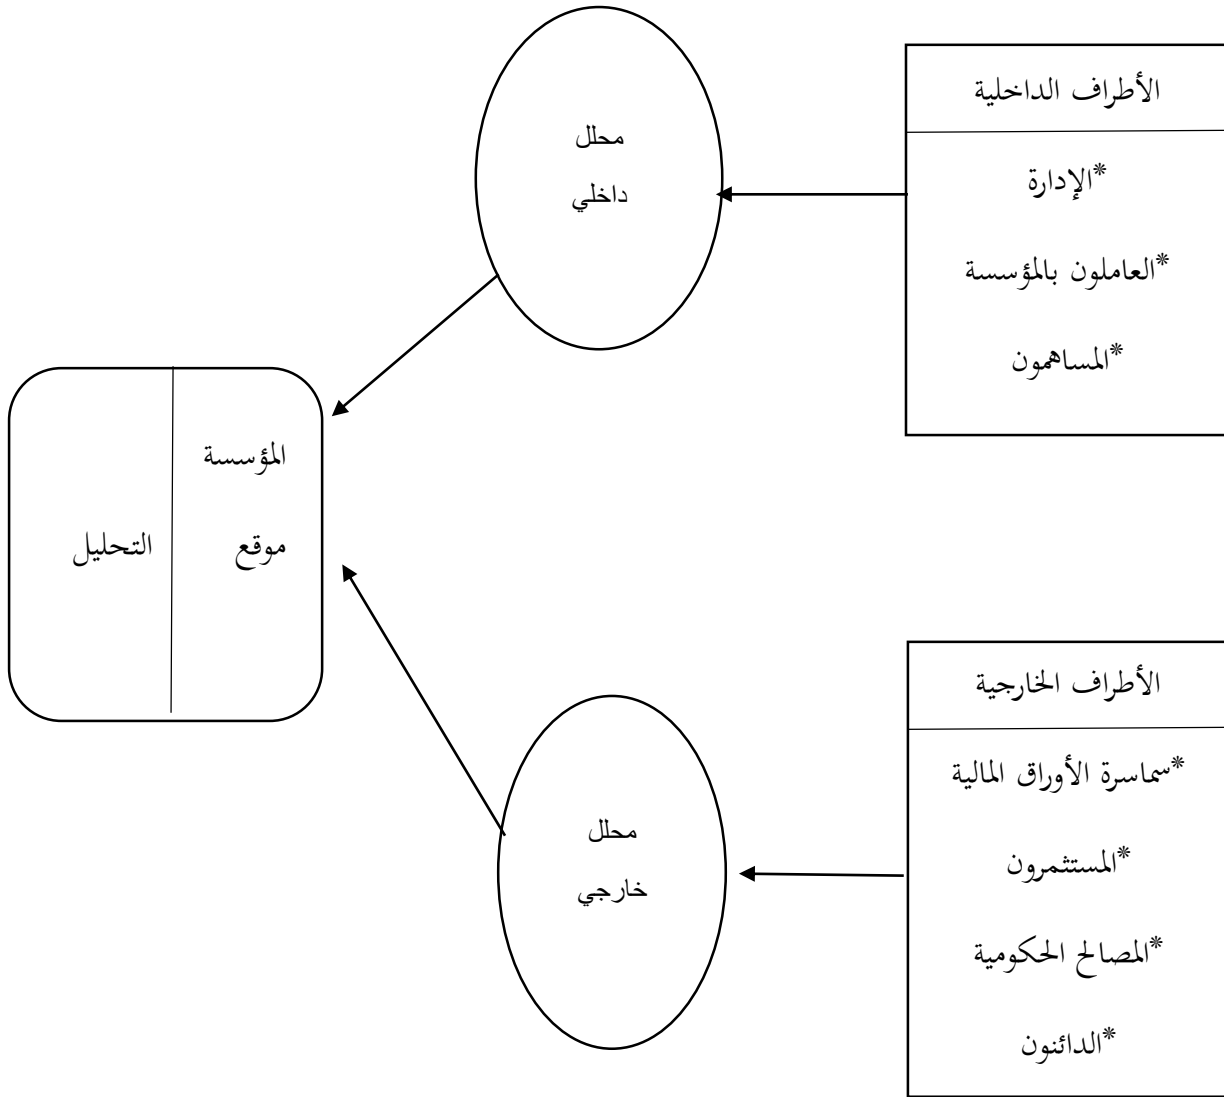 الأطراف الداخلية
*الإدارة
*العاملون بالمؤسسة
*المساهمون
محلل
داخلي
المؤسسة
موقع التحليل
الأطراف الخارجية
*سماسرة الأوراق المالية
*المستثمرون
*المصالح الحكومية
*الدائنون
محلل
خارجي